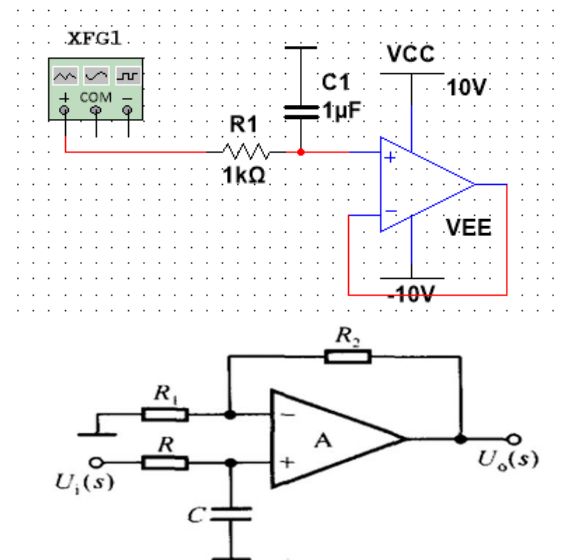 XFG1
+ COM −
VCC
10V
C1
1µF
R1
1kΩ
+
−
VEE
-10V
R₂
R₁
−
A
R
+
Uᵢ(s)
Uₒ(s)
C